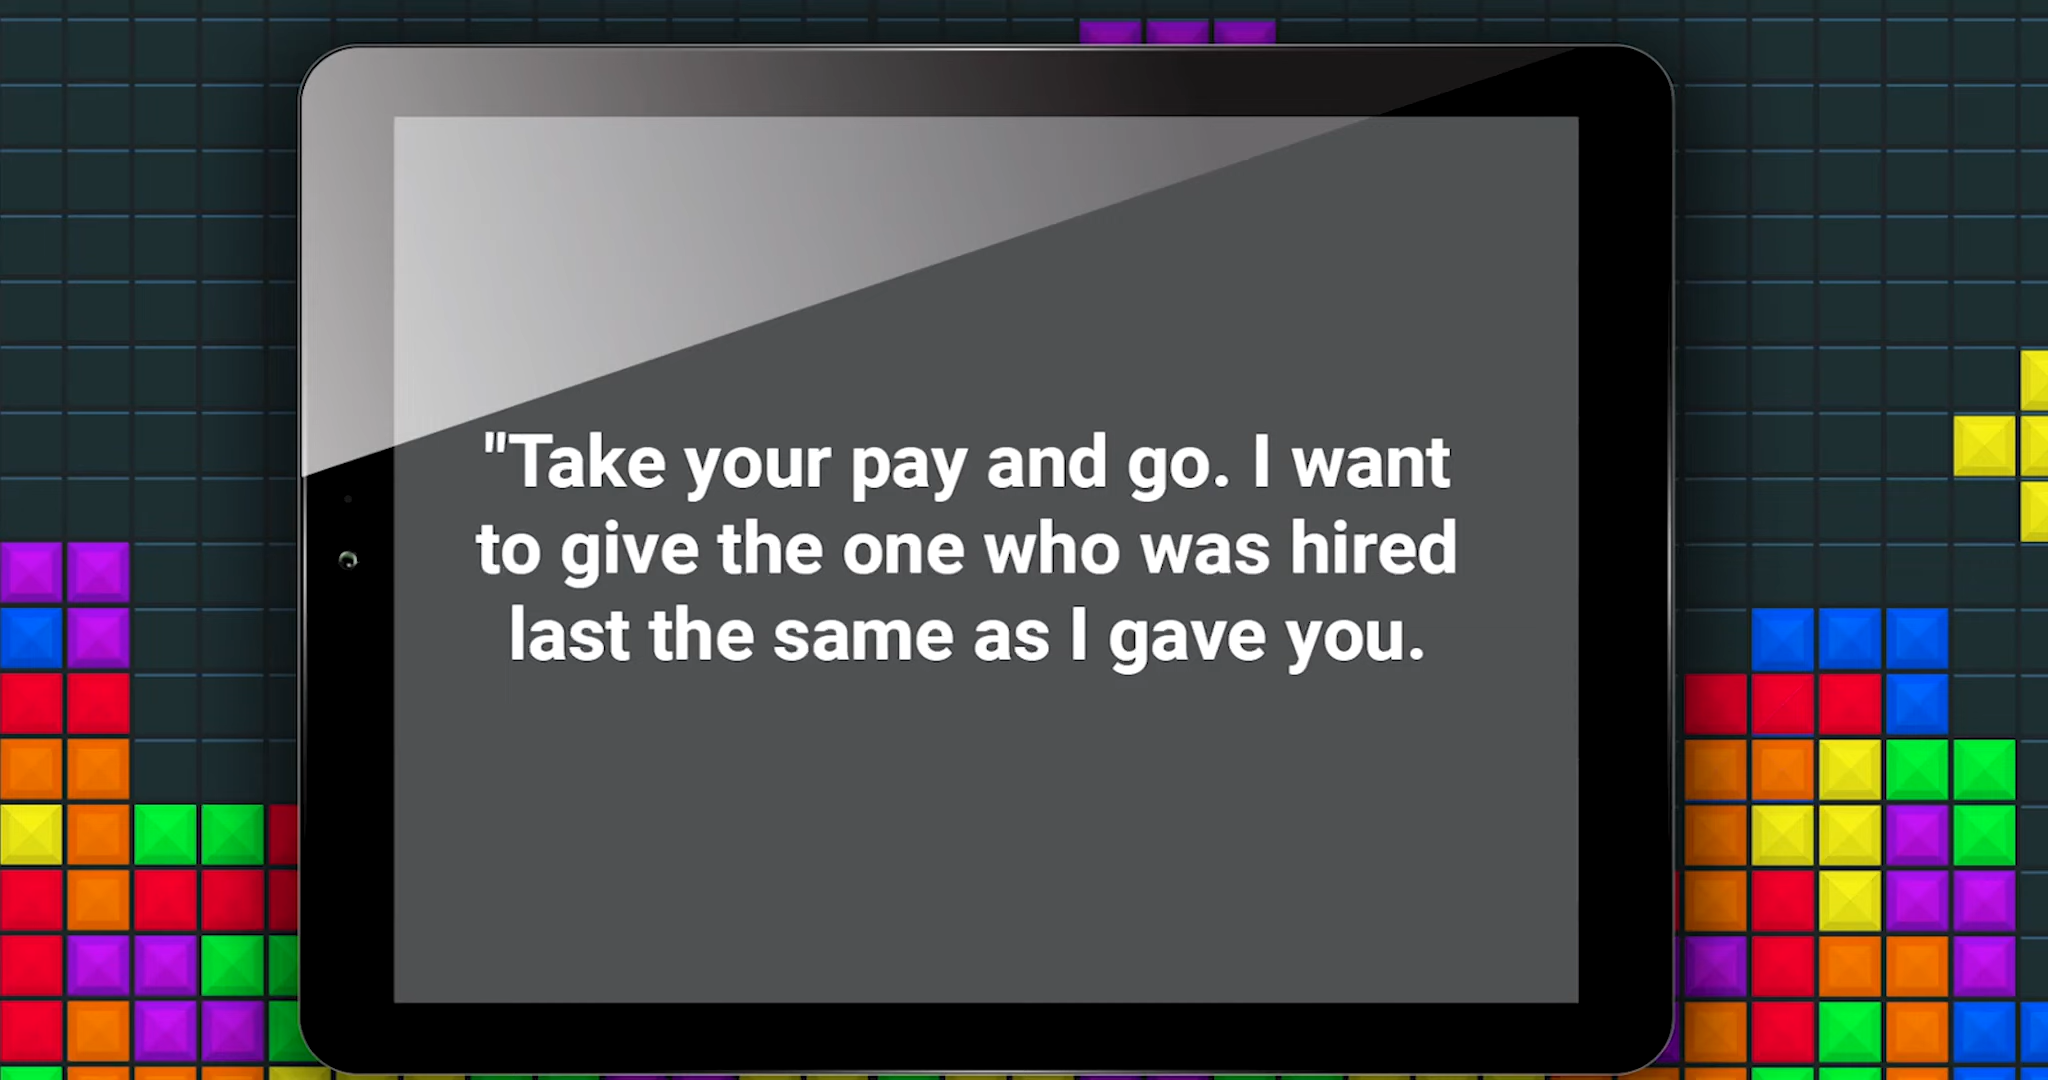 "Take your pay and go. I want
to give the one who was hired
last the same as I gave you.